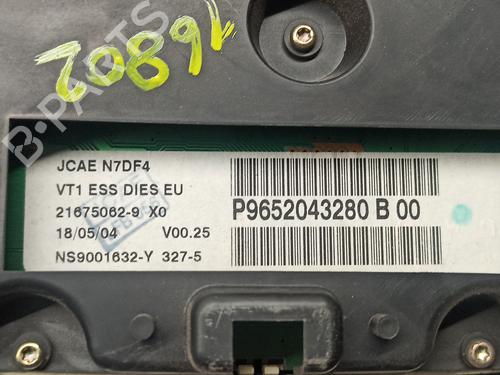 16802
B-PARTS
JCAE N7DF4
VT1 ESS DIES EU
21675062-9 X0
18/05/04 V00.25
NS9001632-Y 327-5
P9652043280 B 00